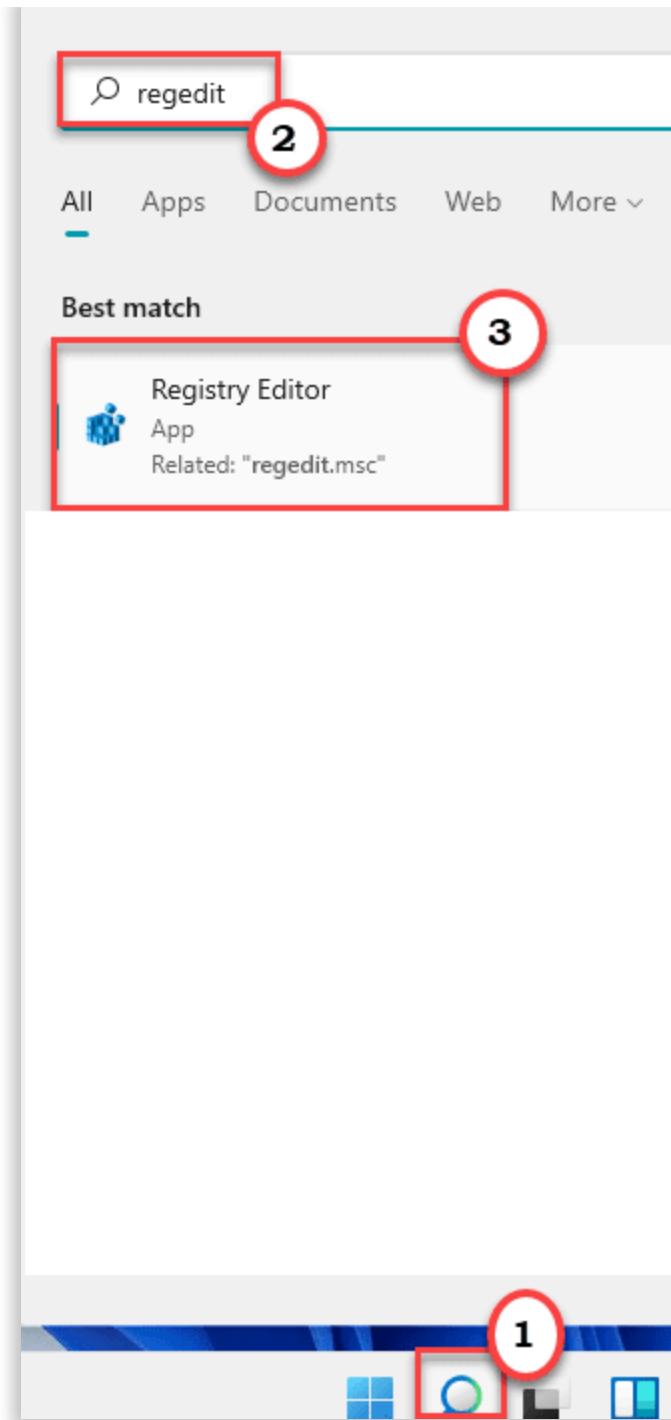 regedit
2
All Apps Documents Web More
Best match
3
Registry Editor
App
Related: "regedit.msc"
1